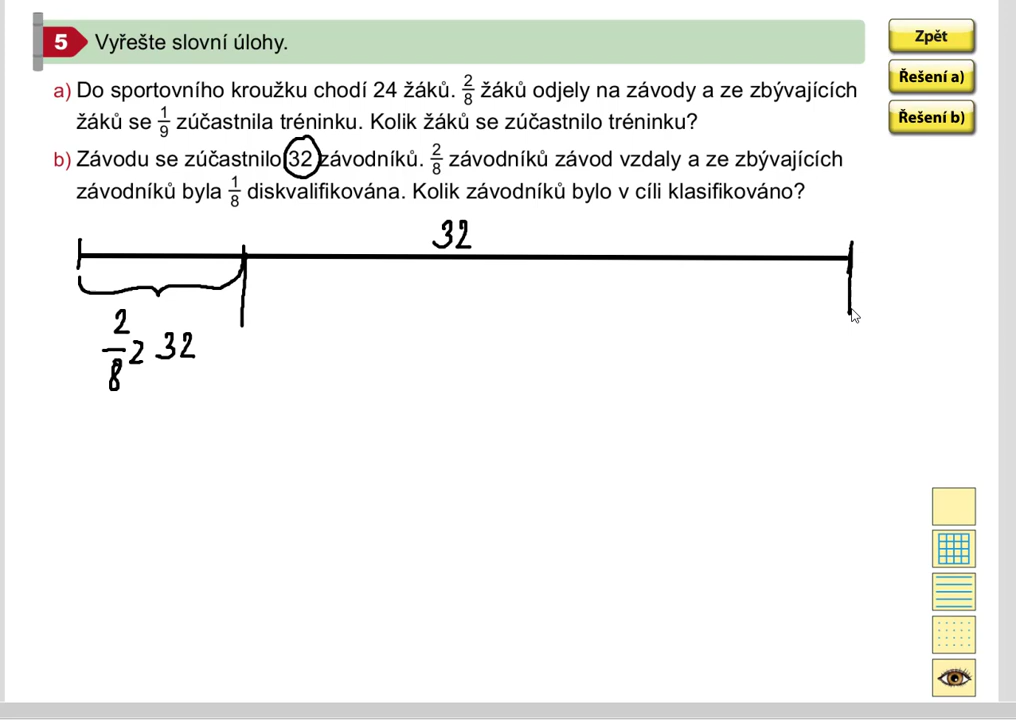 5 Vyřešte slovní úlohy.
a) Do sportovního kroužku chodí 24 žáků. 2/8 žáků odjely na závody a ze zbývajících
žáků se 1/9 zúčastnila tréninku. Kolik žáků se zúčastnilo tréninku?
b) Závodu se zúčastnilo 32 závodníků. 2/8 závodníků závod vzdaly a ze zbývajících
závodníků byla 1/8 diskvalifikována. Kolik závodníků bylo v cíli klasifikováno?
32
2/8 z 32
Zpět
Řešení a)
Řešení b)